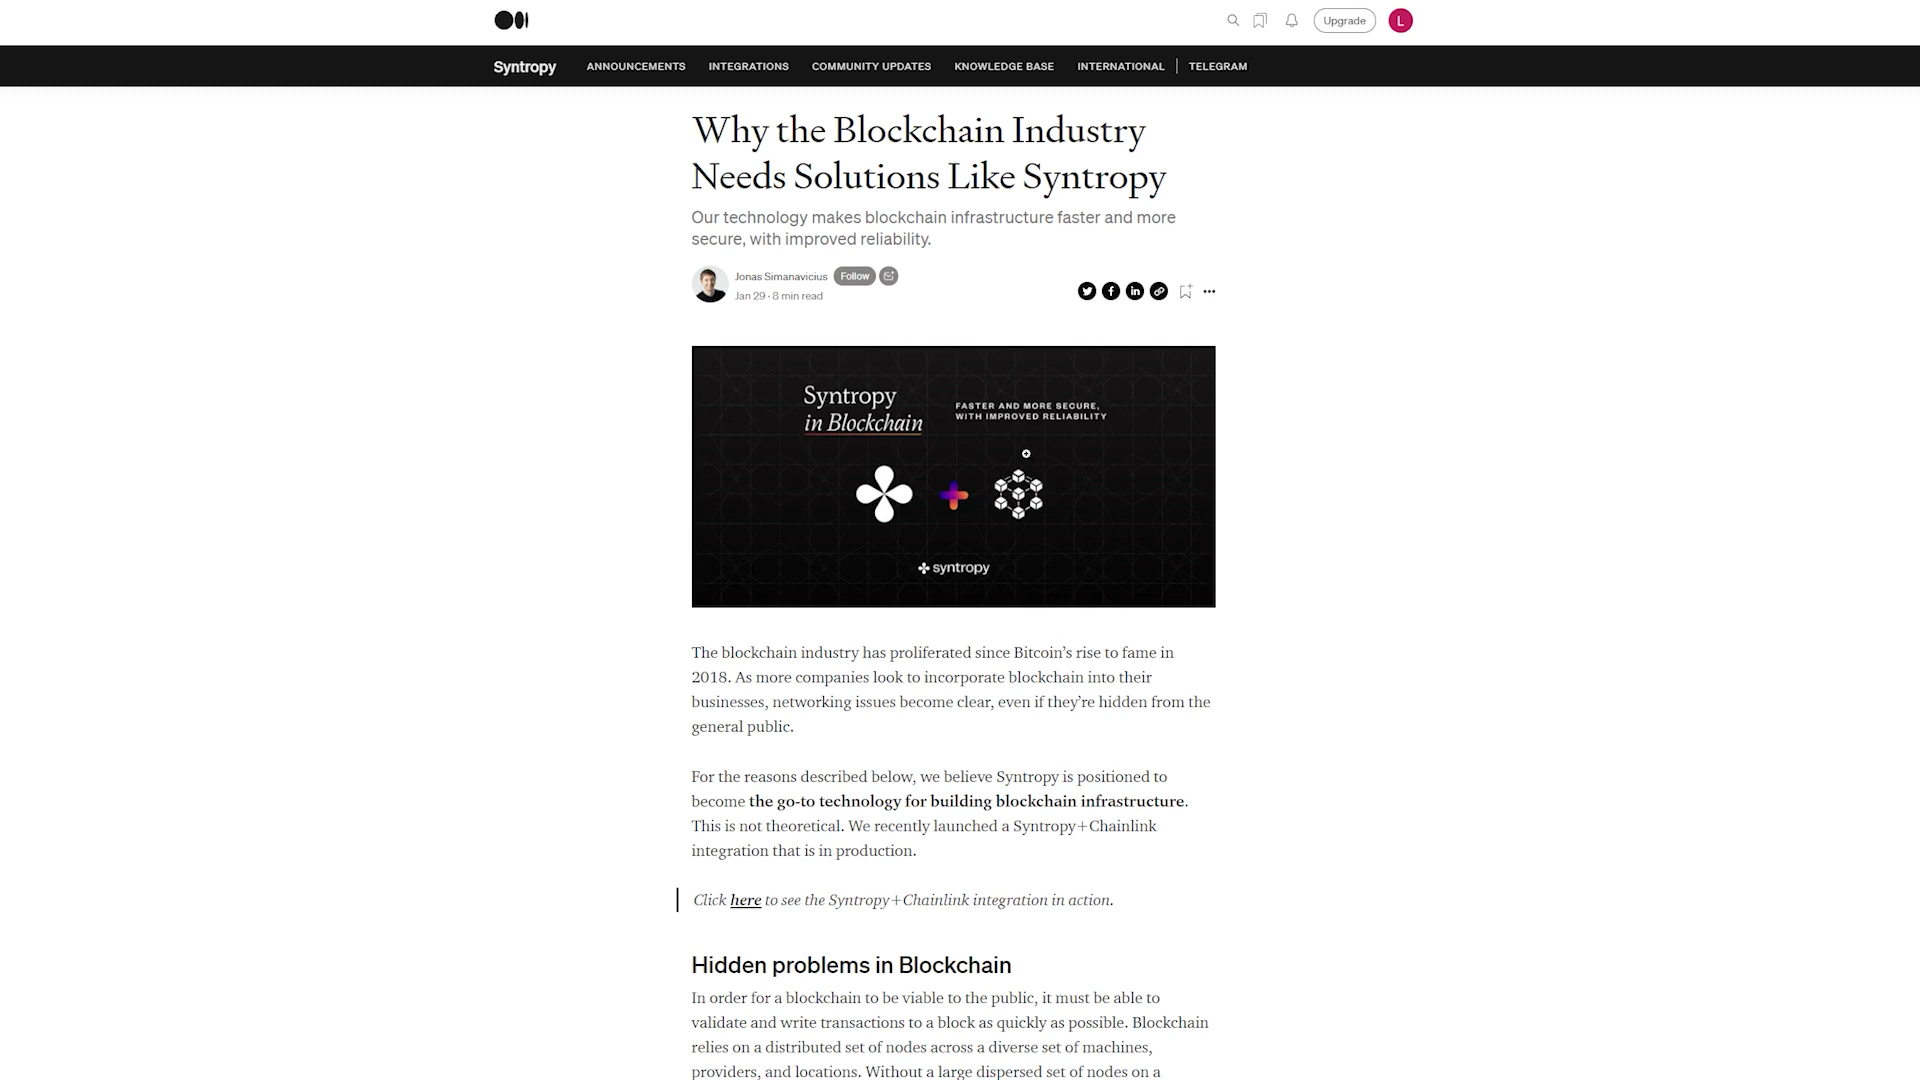 Upgrade
L
Syntropy ANNOUNCEMENTS INTEGRATIONS COMMUNITY UPDATES KNOWLEDGE BASE INTERNATIONAL TELEGRAM
Why the Blockchain Industry
Needs Solutions Like Syntropy
Our technology makes blockchain infrastructure faster and more
secure, with improved reliability.
Jonas Simanavicius Follow
Jan 29 · 8 min read
Syntropy
in Blockchain
FASTER AND MORE SECURE,
WITH IMPROVED RELIABILITY
syntropy
The blockchain industry has proliferated since Bitcoin’s rise to fame in
2018. As more companies look to incorporate blockchain into their
businesses, networking issues become clear, even if they’re hidden from the
general public.
For the reasons described below, we believe Syntropy is positioned to
become the go-to technology for building blockchain infrastructure.
This is not theoretical. We recently launched a Syntropy+Chainlink
integration that is in production.
Click here to see the Syntropy+Chainlink integration in action.
Hidden problems in Blockchain
In order for a blockchain to be viable to the public, it must be able to
validate and write transactions to a block as quickly as possible. Blockchain
relies on a distributed set of nodes across a diverse set of machines,
providers, and locations. Without a large dispersed set of nodes on a